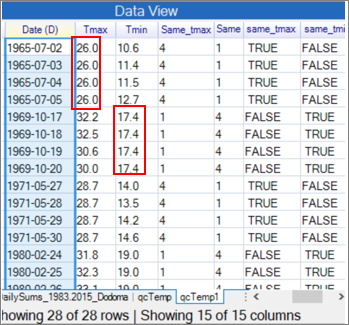 Data View
Date (D) Tmax Tmin Same_tmax Same same_tmax same_tmi
1965-07-02 26.0 10.6 4 1 TRUE FALSE
1965-07-03 26.0 11.4 4 1 TRUE FALSE
1965-07-04 26.0 11.5 4 1 TRUE FALSE
1965-07-05 26.0 12.7 4 1 TRUE FALSE
1969-10-17 32.2 17.4 1 4 FALSE TRUE
1969-10-18 32.5 17.4 1 4 FALSE TRUE
1969-10-19 30.6 17.4 1 4 FALSE TRUE
1969-10-20 30.0 17.4 1 4 FALSE TRUE
1971-05-27 28.7 14.0 4 1 TRUE FALSE
1971-05-28 28.7 13.5 4 1 TRUE FALSE
1971-05-29 28.7 14.2 4 1 TRUE FALSE
1971-05-30 28.7 14.6 4 1 TRUE FALSE
1980-02-24 31.8 19.0 1 4 FALSE TRUE
1980-02-25 32.3 19.0 1 4 FALSE TRUE
1980-02-26 33.1 19.0 1 4 FALSE TRUE
DailySums_1983.2015_Dodoma qcTemp qcTemp1
howing 28 of 28 rows | Showing 15 of 15 columns